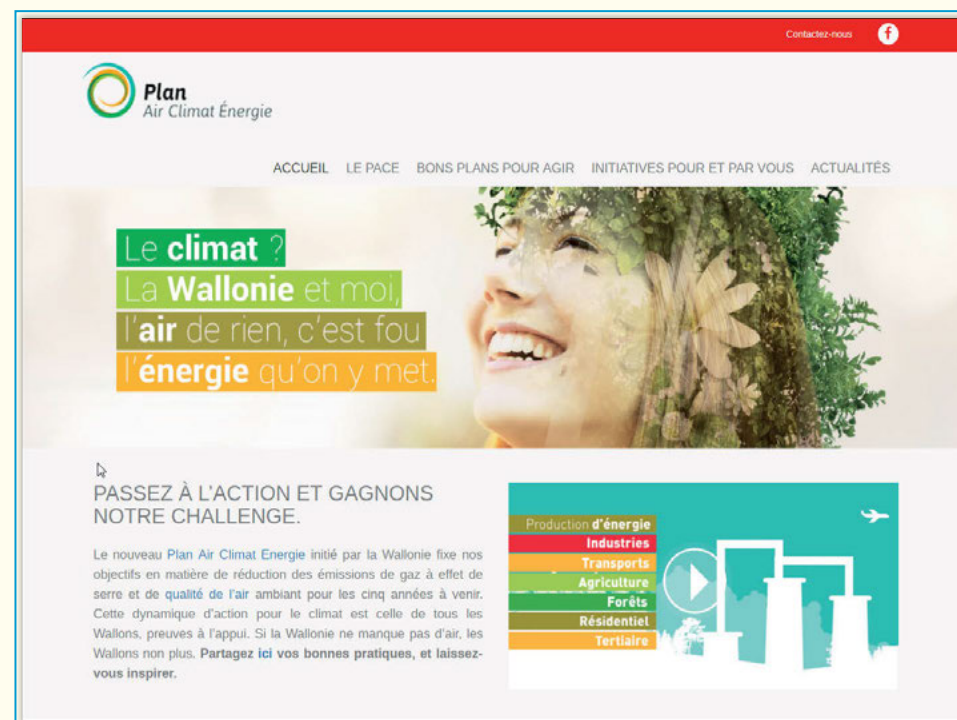 Contactez-nous
f
Plan
Air Climat Énergie
ACCUEIL LE PACE BONS PLANS POUR AGIR INITIATIVES POUR ET PAR VOUS ACTUALITÉS
Le climat ?
La Wallonie et moi,
l'air de rien, c'est fou
l'énergie qu'on y met.
PASSEZ À L'ACTION ET GAGNONS
NOTRE CHALLENGE.
Le nouveau Plan Air Climat Energie initié par la Wallonie fixe nos
objectifs en matière de réduction des émissions de gaz à effet de
serre et de qualité de l'air ambiant pour les cinq années à venir.
Cette dynamique d'action pour le climat est celle de tous les
Wallons, preuves à l'appui. Si la Wallonie ne manque pas d'air, les
Wallons non plus. Partagez ici vos bonnes pratiques, et laissez-
vous inspirer.
Production d'énergie
Industries
Transports
Agriculture
Forêts
Résidentiel
Tertiaire